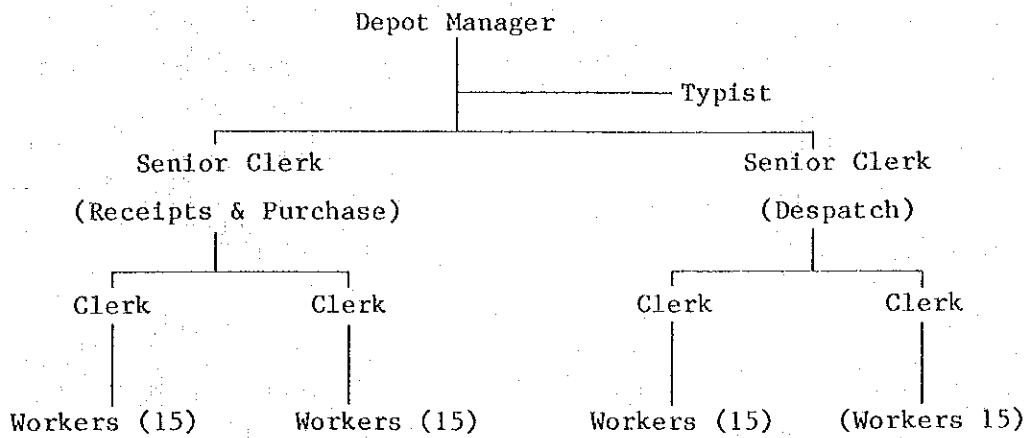 Depot Manager
Typist
Senior Clerk Senior Clerk
(Receipts & Purchase) (Despatch)
Clerk Clerk Clerk Clerk
Workers (15) Workers (15) Workers (15) (Workers 15)